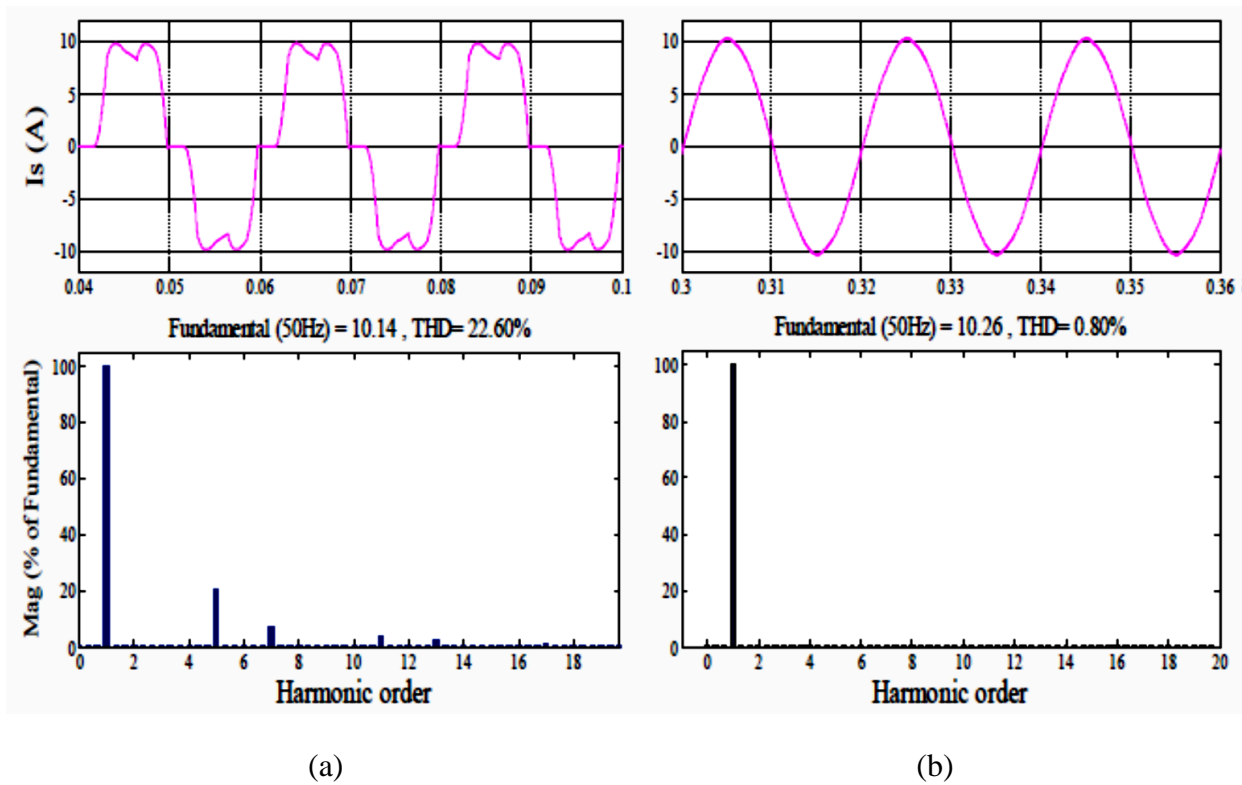 10
5
0
-5
-10
Is (A)
0.04 0.05 0.06 0.07 0.08 0.09 0.1
Fundamental (50Hz) = 10.14 , THD= 22.60%
100
80
60
40
20
0
Mag (% of Fundamental)
0 2 4 6 8 10 12 14 16 18
Harmonic order
(a)
10
5
0
-5
-10
0.3 0.31 0.32 0.33 0.34 0.35 0.36
Fundamental (50Hz) = 10.26 , THD= 0.80%
100
80
60
40
20
0
0 2 4 6 8 10 12 14 16 18 20
Harmonic order
(b)